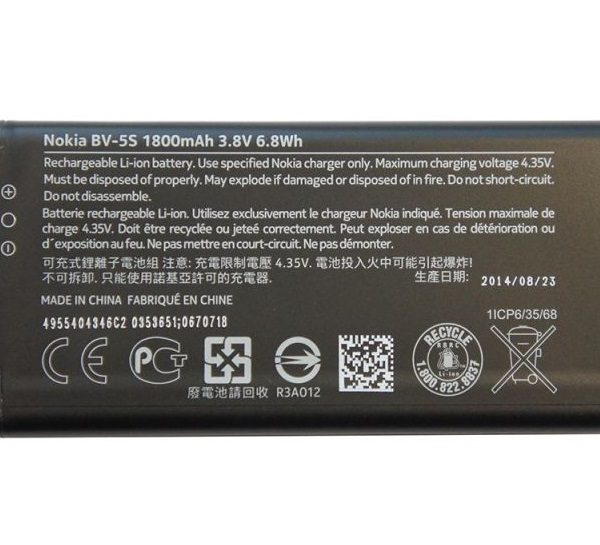 Nokia BV-5S 1800mAh 3.8V 6.8Wh
Rechargeable Li-ion battery. Use specified Nokia charger only. Maximum charging voltage 4.35V.
Must be disposed of properly. May explode if damaged or disposed of in fire. Do not short-circuit.
Do not disassemble.
Batterie rechargeable Li-Ion. Utilisez exclusivement le chargeur Nokia indiqué. Tension maximale de
charge 4.35V. Doit être recyclée ou jeteé correctement. Peut exploser en cas de détérioration ou
d´exposition au feu. Ne pas mettre en court-circuit. Ne pas démonter.
可充式鋰離子電池組 注意: 充電限制電壓 4.35V. 電池投入火中可能引起爆炸!
不可拆卸. 只能使用諾基亞許可的充電器. 生產日期: 2014/08/23
MADE IN CHINA FABRIQUÉ EN CHINE
1ICP6/35/68
4955404346C2 0353651;0670718
RECYCLE
RBRC
Li-ion
1.800.822.8837
廢電池請回收 R3A012